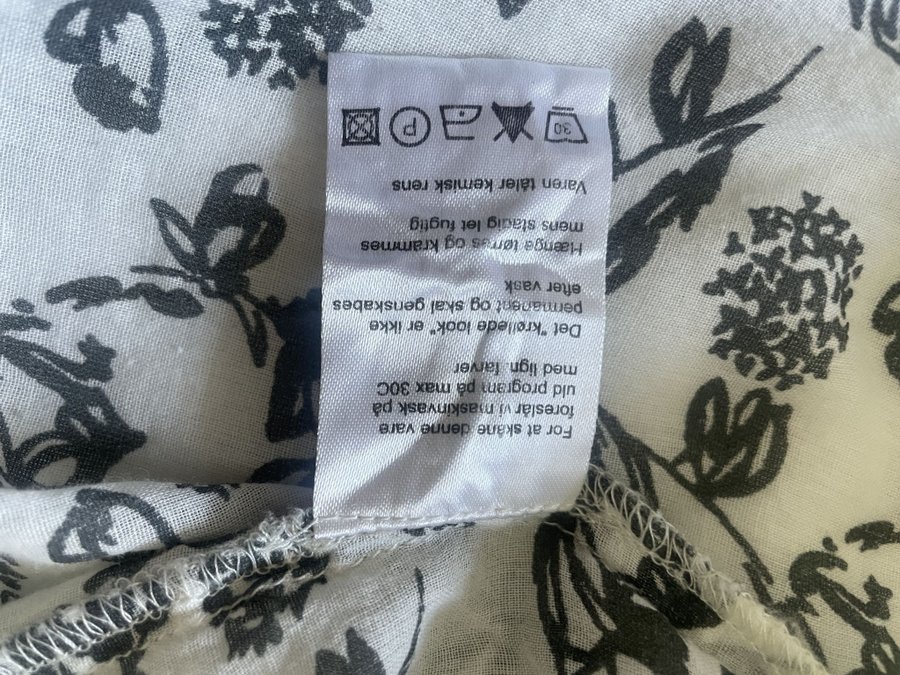 For at skåne denne vare
foreslår vi maskinvask på
uld program på max 30C
med lign. farver
Det "krøllede look" er ikke
permanent og skal genskabes
efter vask
Hænge tørres og krammes
mens stadig let fugtig
Varen tåler kemisk rens
30 P